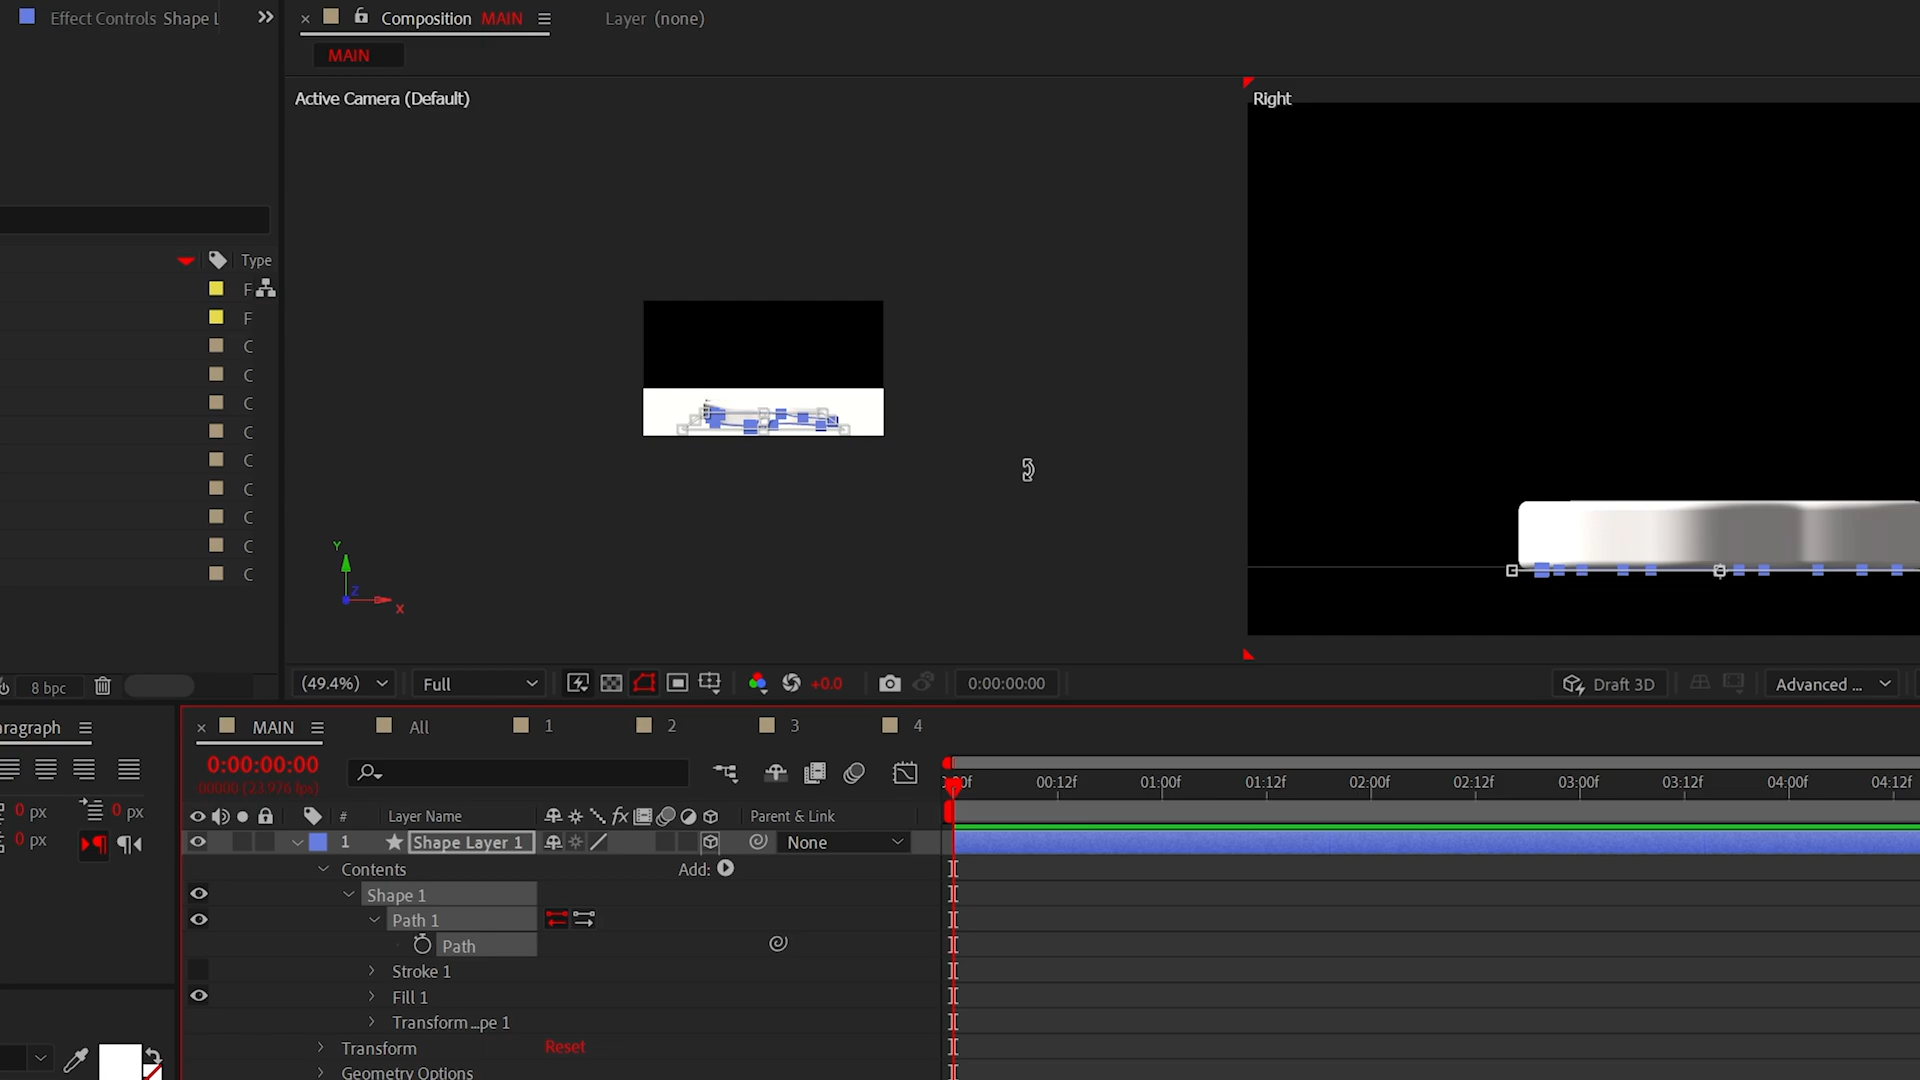 Effect Controls Shape L
Composition MAIN
Layer (none)
MAIN
Active Camera (Default)
Right
Type
F
F
C
C
C
C
C
C
C
C
C
Y
Z
X
8 bpc
(49.4%)
Full
+0.0
0:00:00:00
Draft 3D
Advanced ...
aragraph
MAIN
All
1
2
3
4
0:00:00:00
00000 (23.976 fps)
00f
00:12f
01:00f
01:12f
02:00f
02:12f
03:00f
03:12f
04:00f
04:12f
0 px
0 px
0 px
#
Layer Name
Parent & Link
1
Shape Layer 1
None
Contents
Add:
Shape 1
Path 1
Path
Stroke 1
Fill 1
Transform...pe 1
Transform
Reset
Geometry Options